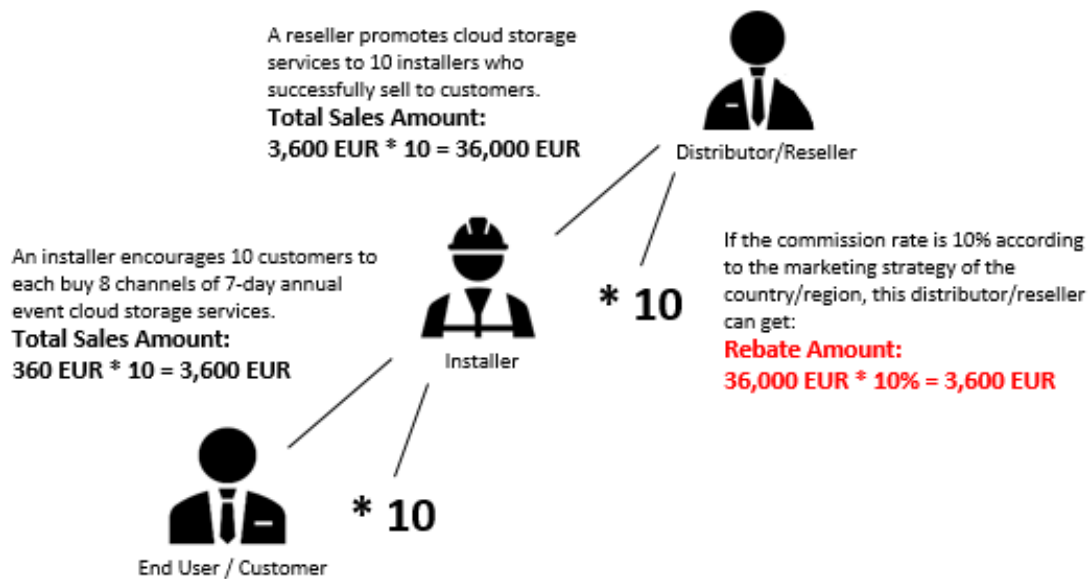 A reseller promotes cloud storage
services to 10 installers who
successfully sell to customers.
Total Sales Amount:
3,600 EUR * 10 = 36,000 EUR
Distributor/Reseller
An installer encourages 10 customers to
each buy 8 channels of 7-day annual
event cloud storage services.
Total Sales Amount:
360 EUR * 10 = 3,600 EUR
Installer
* 10
If the commission rate is 10% according
to the marketing strategy of the
country/region, this distributor/reseller
can get:
Rebate Amount:
36,000 EUR * 10% = 3,600 EUR
* 10
End User / Customer